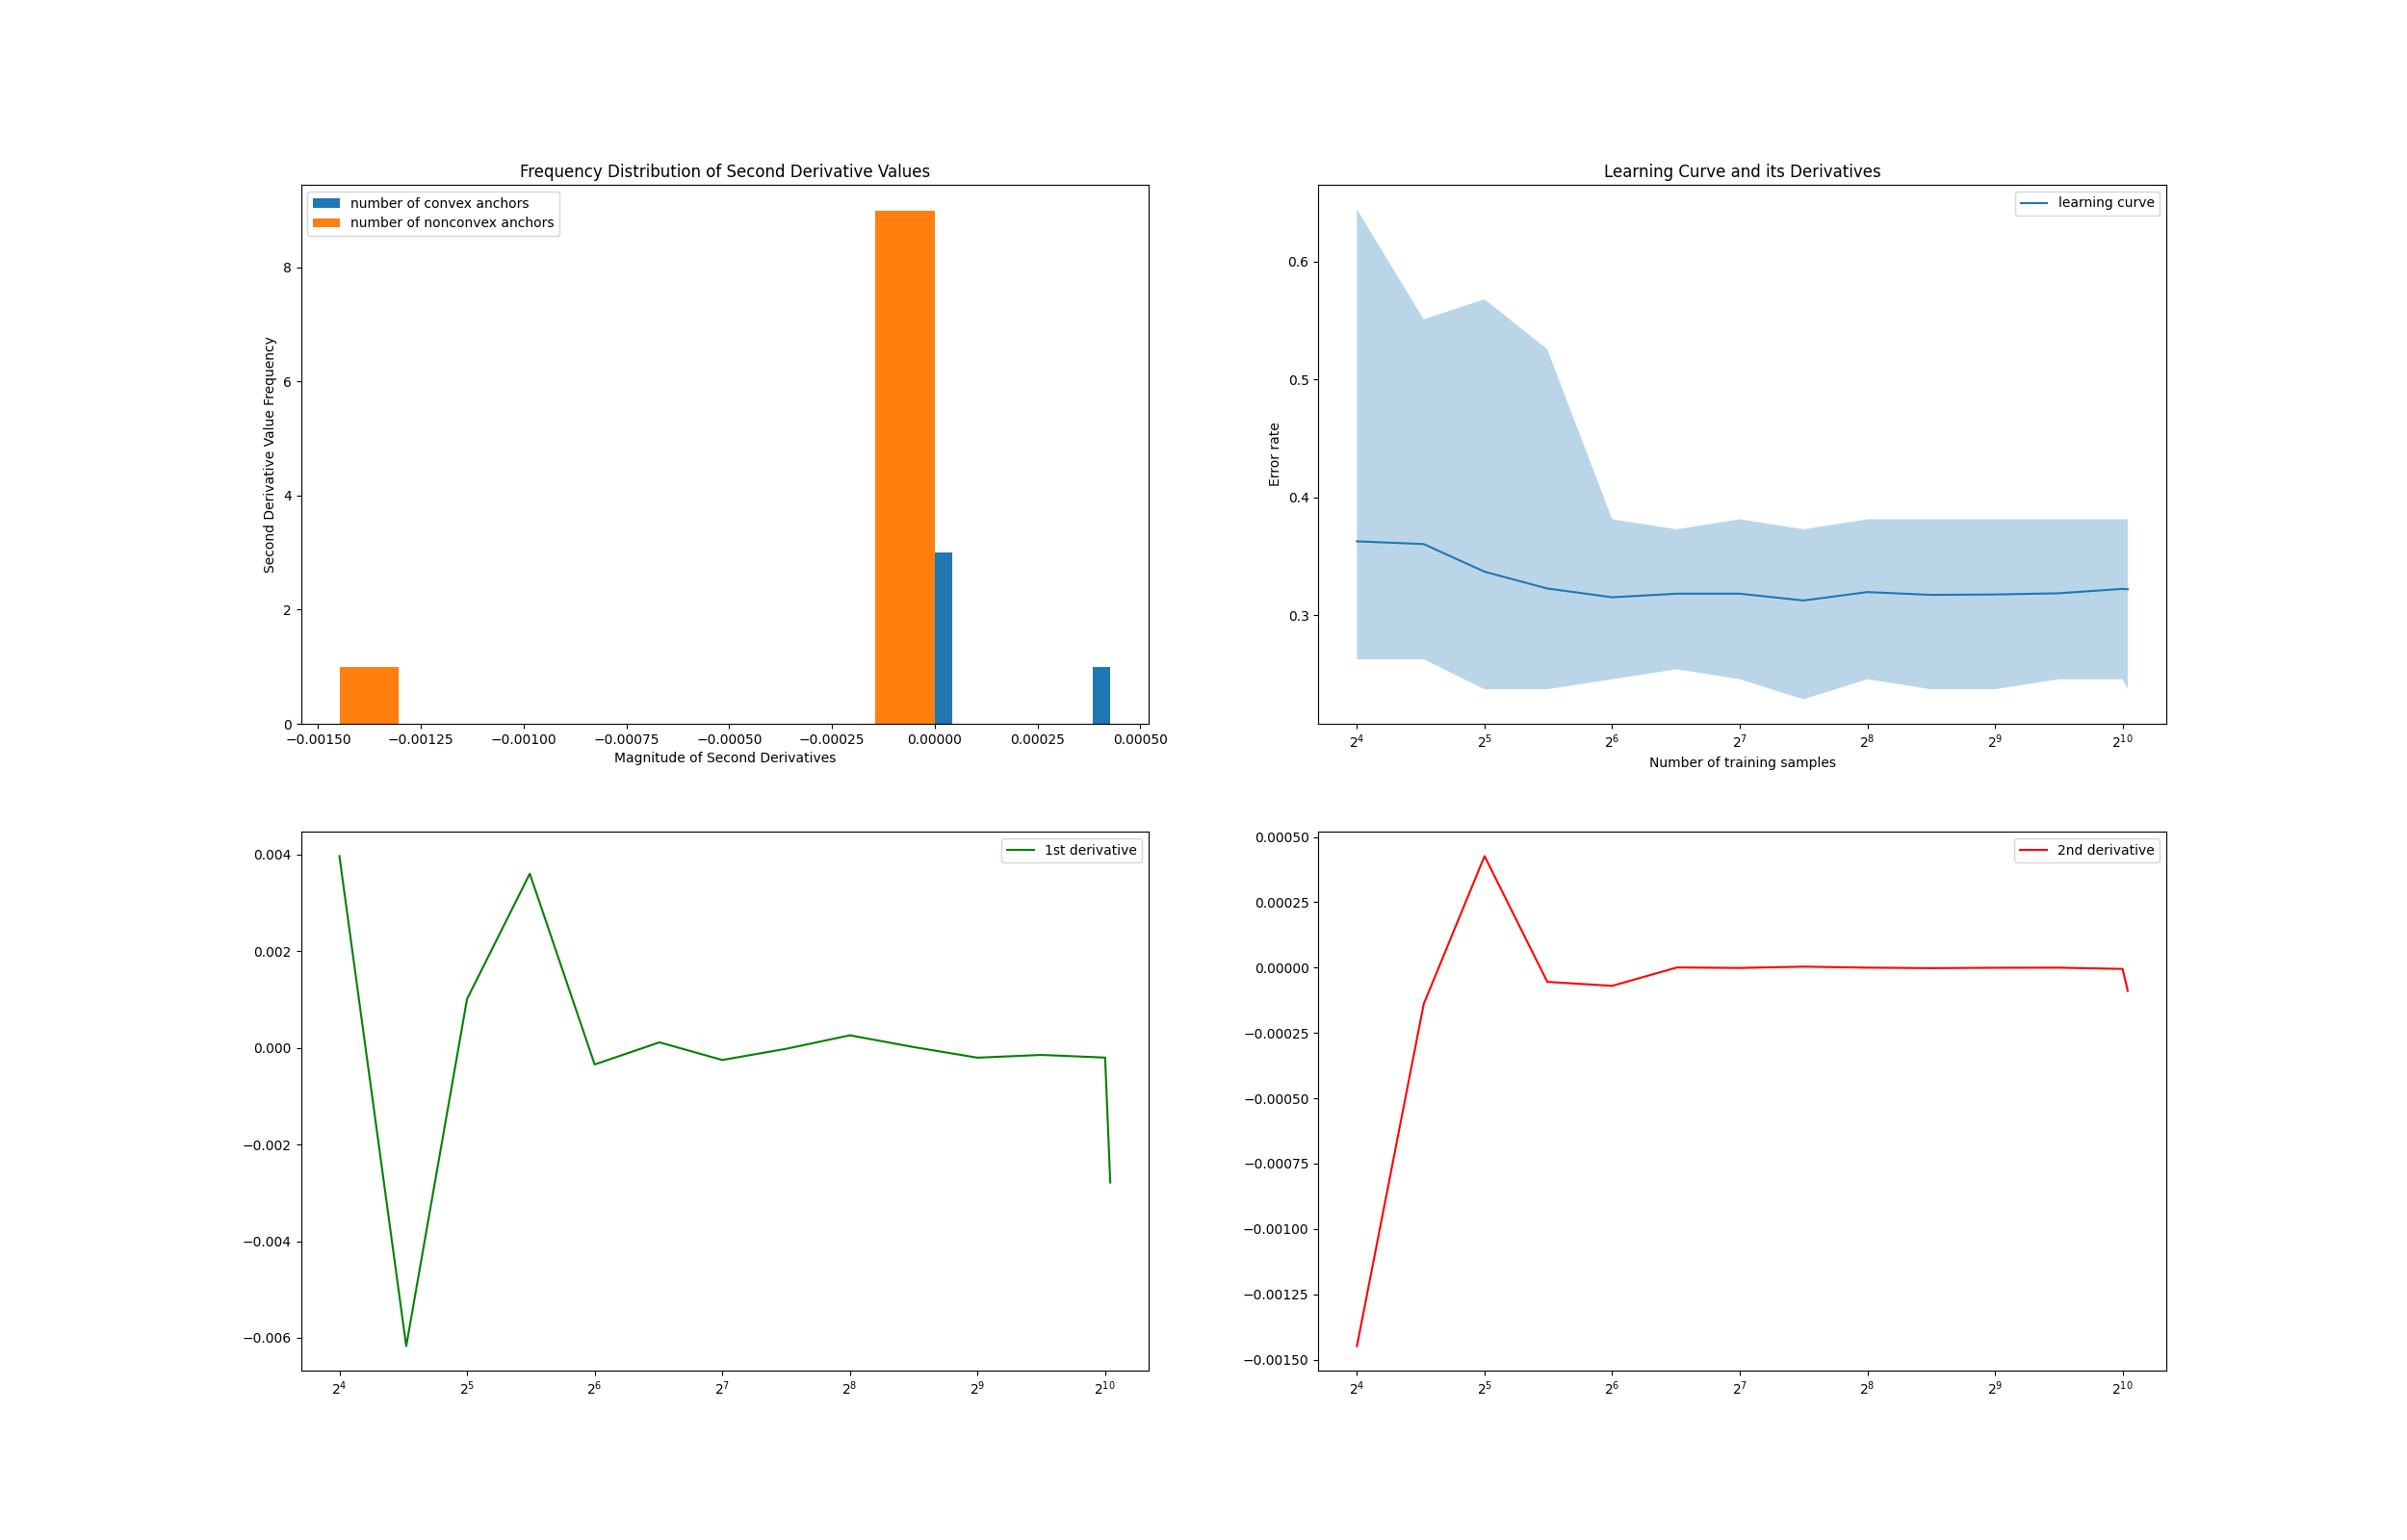 Frequency Distribution of Second Derivative Values
number of convex anchors
number of nonconvex anchors
Second Derivative Value Frequency
8
6
4
2
0
−0.00150 −0.00125 −0.00100 −0.00075 −0.00050 −0.00025 0.00000 0.00025 0.00050
Magnitude of Second Derivatives
Learning Curve and its Derivatives
learning curve
Error rate
0.6
0.5
0.4
0.3
2^4 2^5 2^6 2^7 2^8 2^9 2^10
Number of training samples
1st derivative
0.004
0.002
0.000
−0.002
−0.004
−0.006
2^4 2^5 2^6 2^7 2^8 2^9 2^10
2nd derivative
0.00050
0.00025
0.00000
−0.00025
−0.00050
−0.00075
−0.00100
−0.00125
−0.00150
2^4 2^5 2^6 2^7 2^8 2^9 2^10